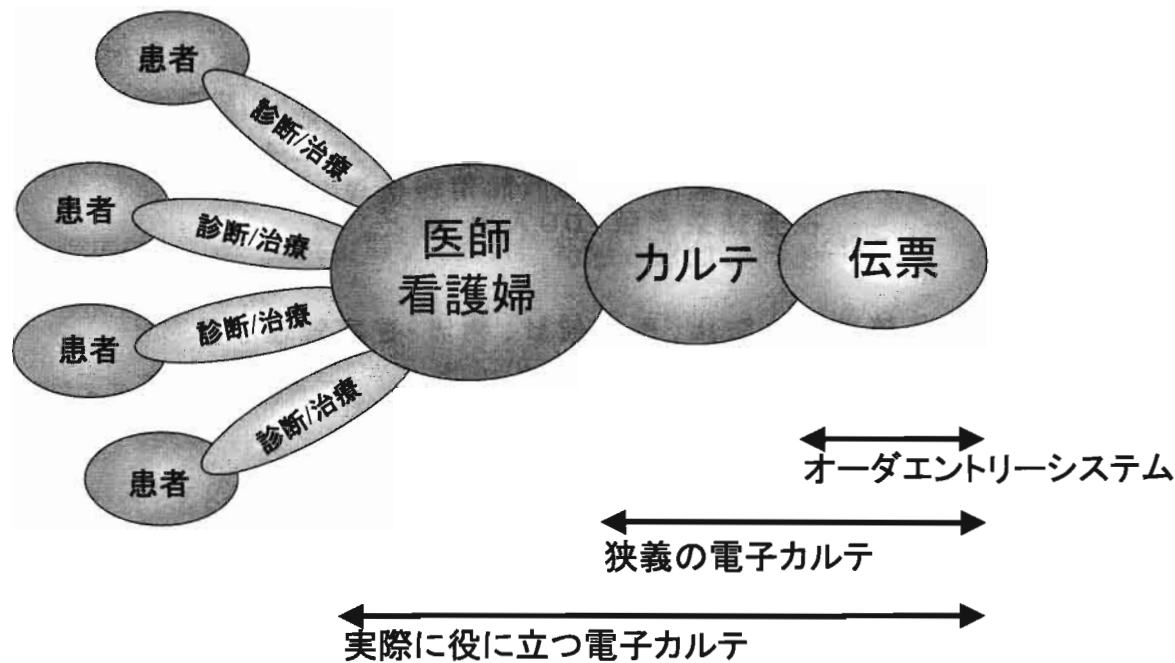 患者
診断/治療
患者
診断/治療
患者
診断/治療
患者
診断/治療
医師
看護婦
カルテ
伝票
オーダエントリーシステム
狭義の電子カルテ
実際に役に立つ電子カルテ